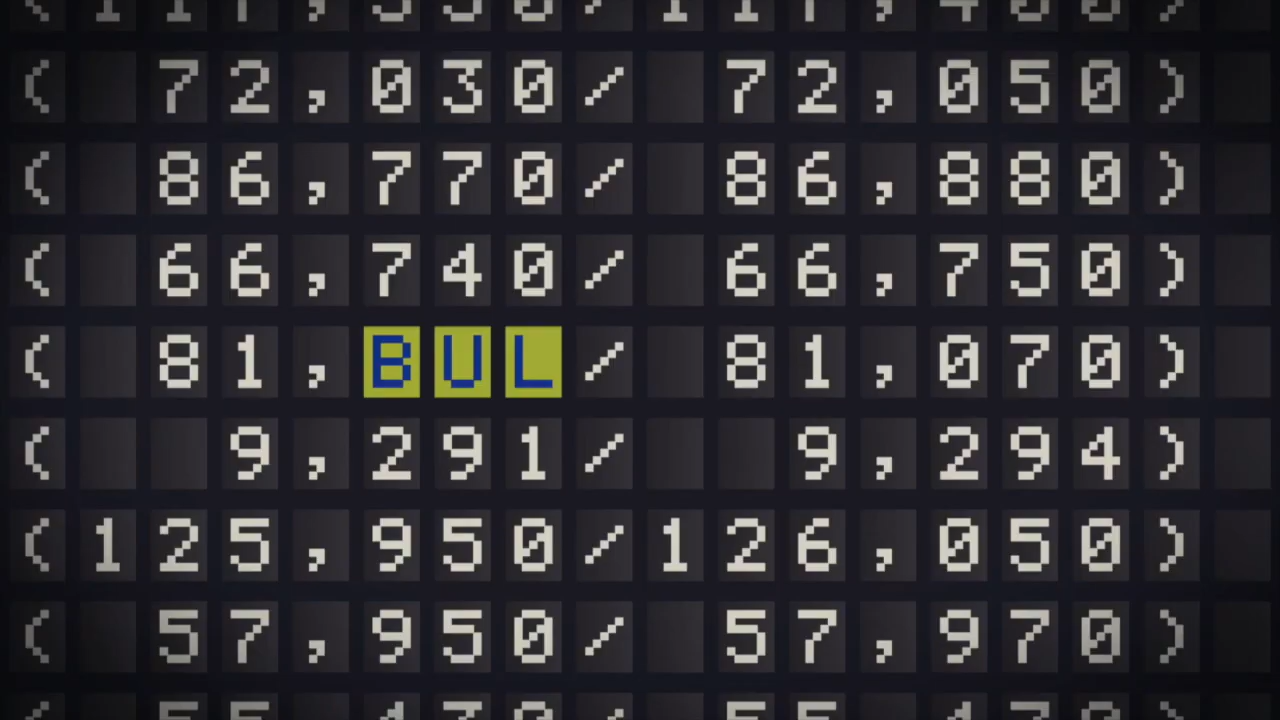 ( 72,030/ 72,050)
( 86,770/ 86,880)
( 66,740/ 66,750)
( 81,BUL/ 81,070)
( 9,291/ 9,294)
(125,950/126,050)
( 57,950/ 57,970)